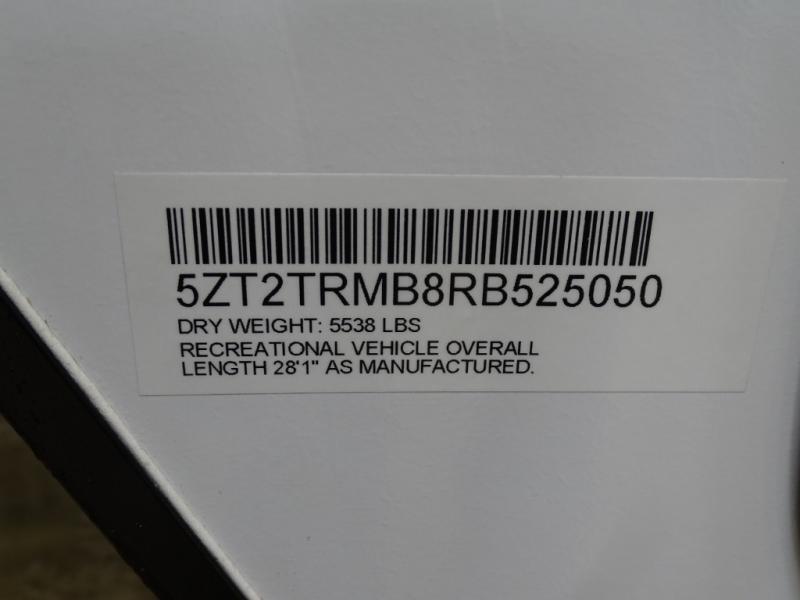 5ZT2TRMB8RB525050
DRY WEIGHT: 5538 LBS
RECREATIONAL VEHICLE OVERALL
LENGTH 28'1" AS MANUFACTURED.